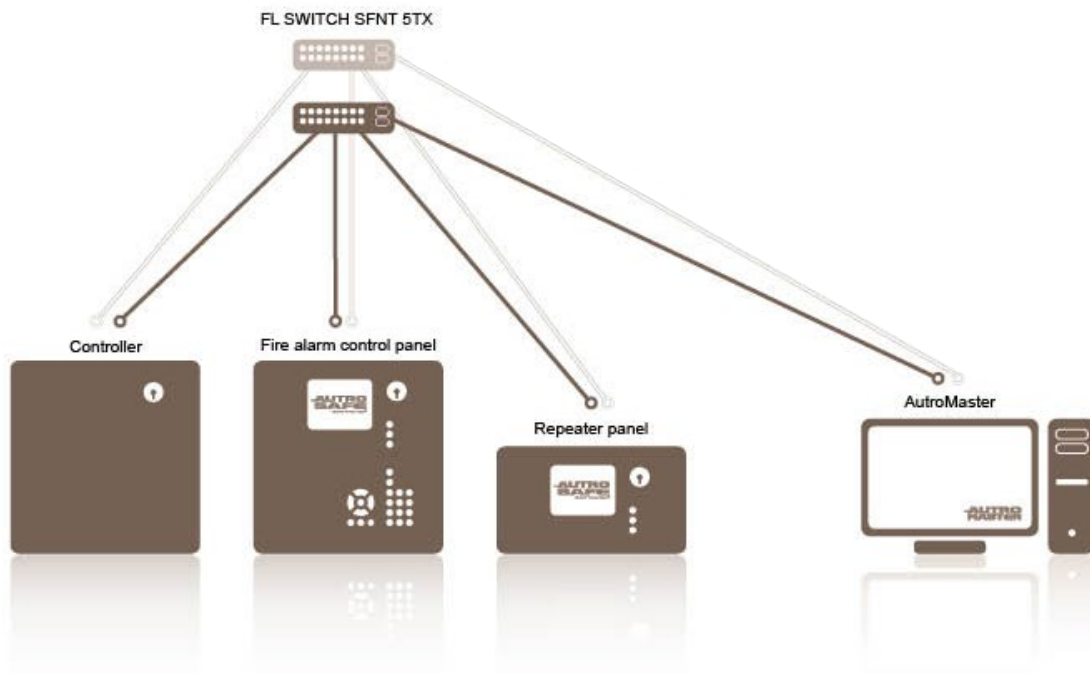 FL SWITCH SFNT 5TX
Controller
Fire alarm control panel
AUTRO
SAFE
Repeater panel
AUTRO
SAFE
AutroMaster
AUTRO
MASTER